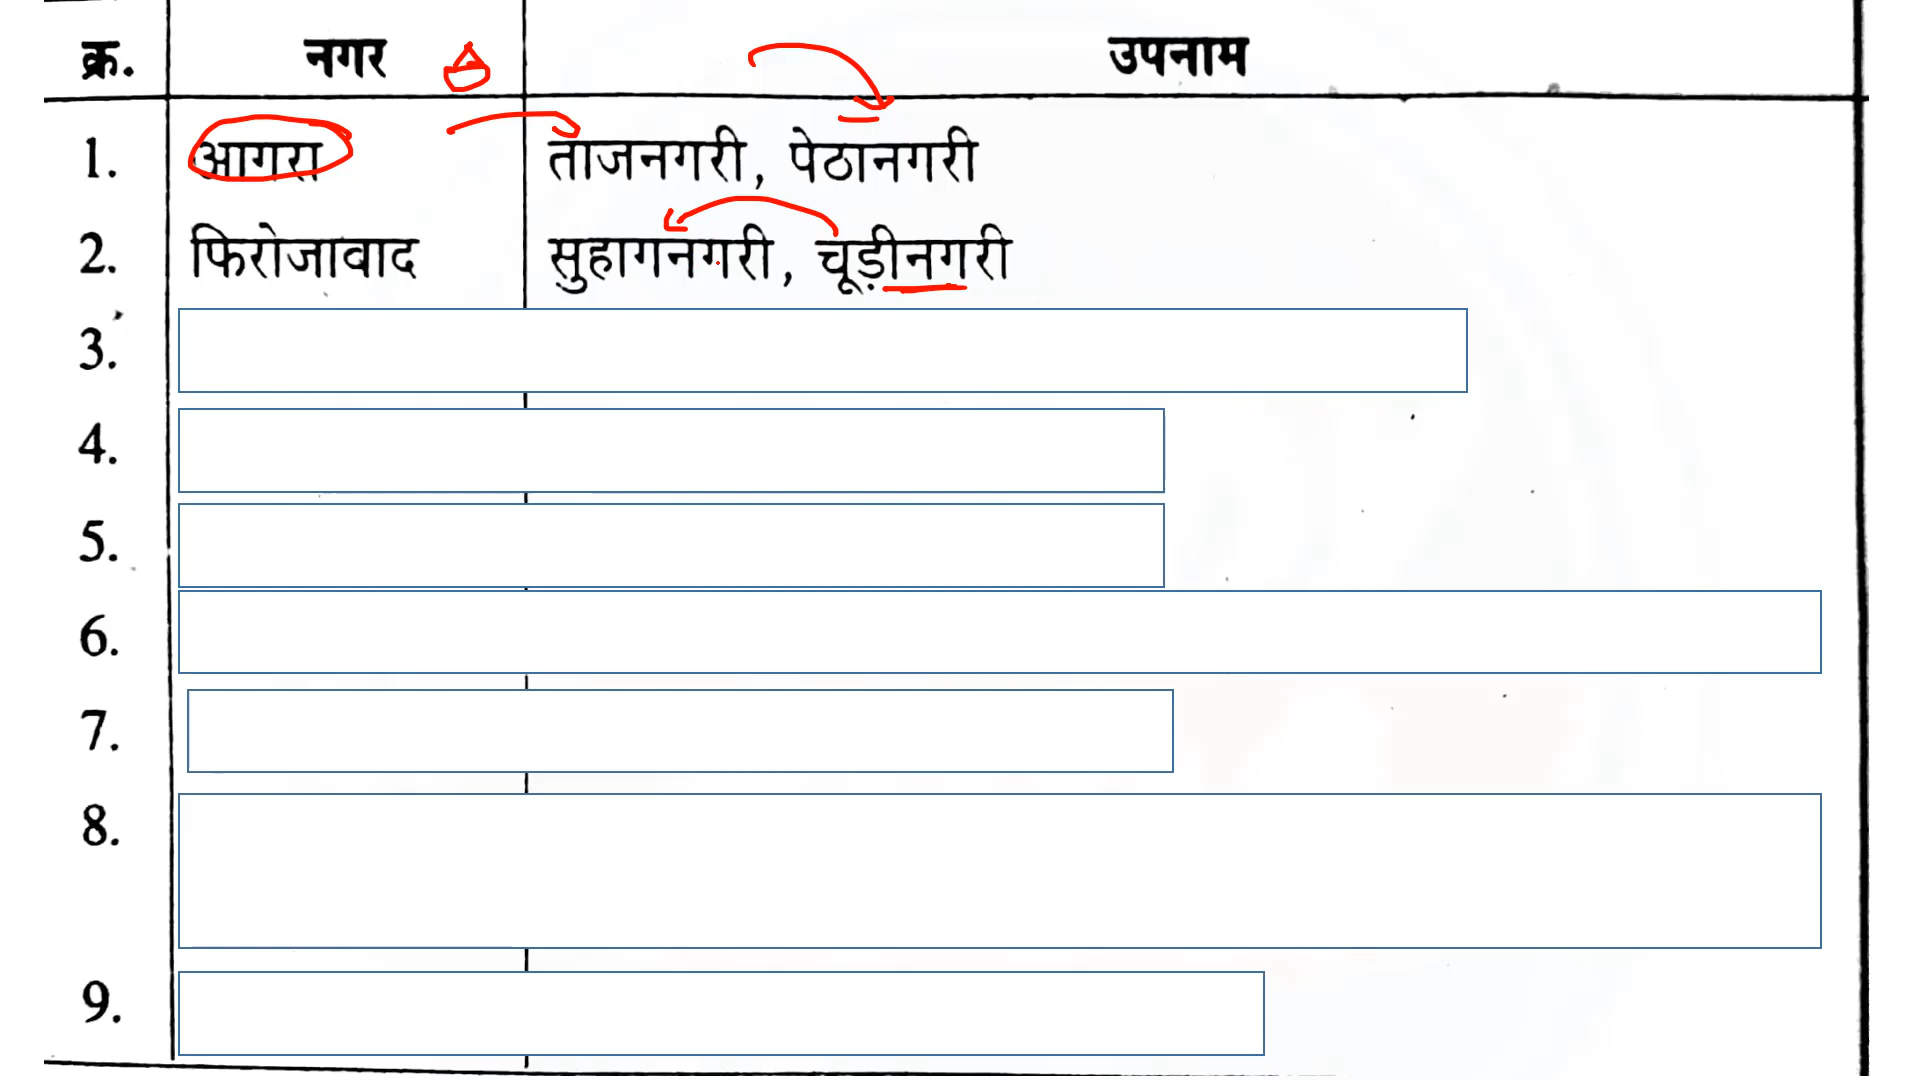 क्र. नगर उपनाम
1. आगरा ताजनगरी, पेठानगरी
2. फिरोजावाद सुहागनगरी, चूड़ीनगरी
3.
4.
5.
6.
7.
8.
9.